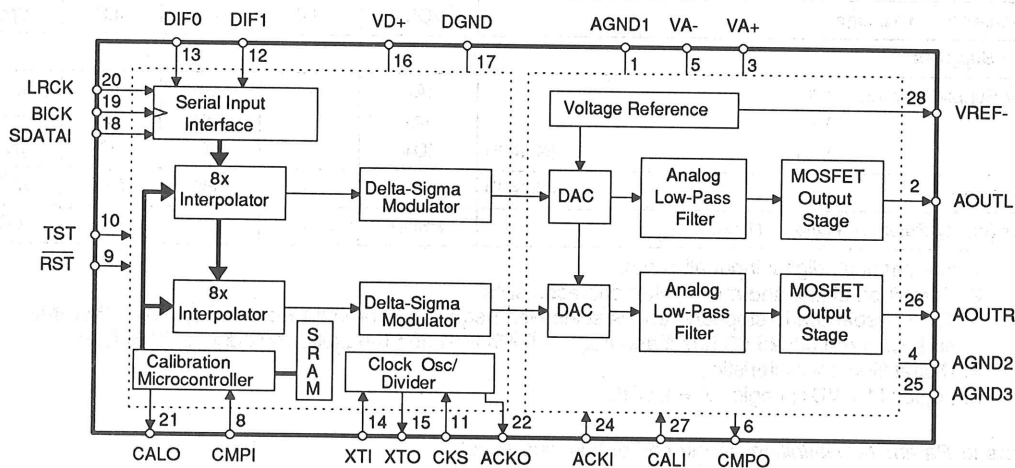 DIF0 DIF1 VD+ DGND AGND1 VA- VA+
13 12 16 17 1 5 3
LRCK 20
BICK 19
SDATAI 18
Serial Input
Interface
Voltage Reference
28 VREF-
8x
Interpolator
Delta-Sigma
Modulator
DAC
Analog
Low-Pass
Filter
MOSFET
Output
Stage
2 AOUTL
TST 10
RST 9
8x
Interpolator
Delta-Sigma
Modulator
DAC
Analog
Low-Pass
Filter
MOSFET
Output
Stage
26 AOUTR
4 AGND2
25 AGND3
Calibration
Microcontroller
SRAM
Clock Osc/
Divider
21 8 14 15 11 22 24 27 6
CALO CMPI XTI XTO CKS ACKO ACKI CALI CMPO